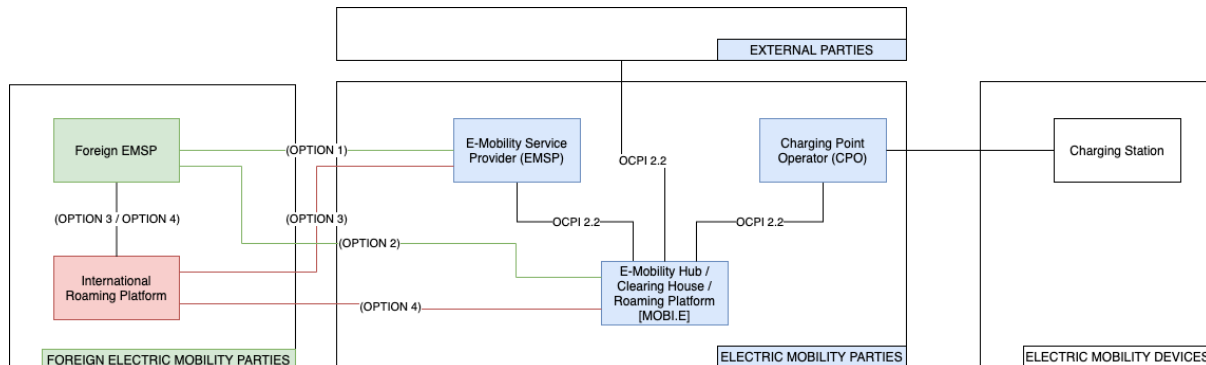 EXTERNAL PARTIES
Foreign EMSP
(OPTION 1)
E-Mobility Service
Provider (EMSP)
Charging Point
Operator (CPO)
Charging Station
OCPI 2.2
(OPTION 3 / OPTION 4)
(OPTION 3)
OCPI 2.2
OCPI 2.2
(OPTION 2)
International
Roaming Platform
E-Mobility Hub /
Clearing House /
Roaming Platform
[MOBI.E]
(OPTION 4)
FOREIGN ELECTRIC MOBILITY PARTIES
ELECTRIC MOBILITY PARTIES
ELECTRIC MOBILITY DEVICES